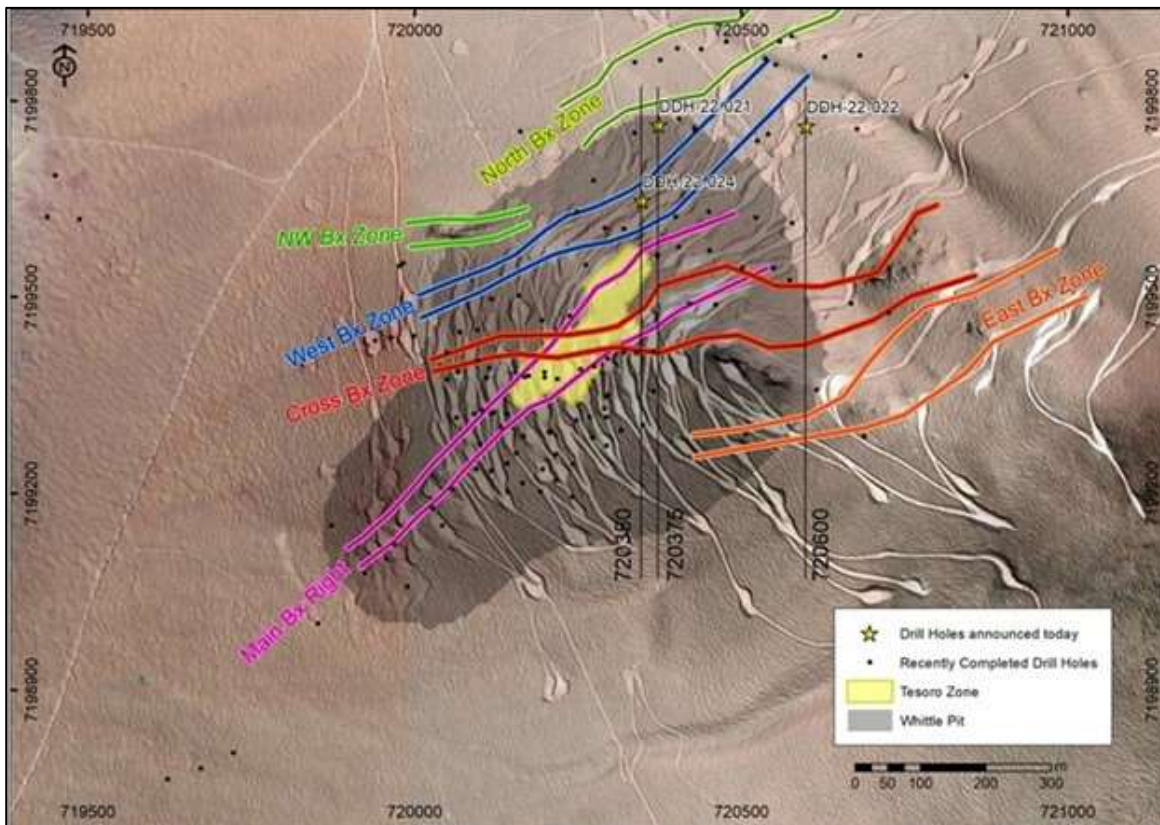 719500
720000
720500
721000
N
7199800
7199800
DDH-22-021
DDH-22-022
North Bx Zone
DDH-22-024
NW Bx Zone
7199500
7199500
West Bx Zone
East Bx Zone
Cross Bx Zone
7199200
7199200
720350
720375
720600
Main Bx Right
Drill Holes announced today
Recently Completed Drill Holes
Tesoro Zone
Whittle Pit
7198900
7198900
m
0 50 100 200 300
719500
720000
720500
721000